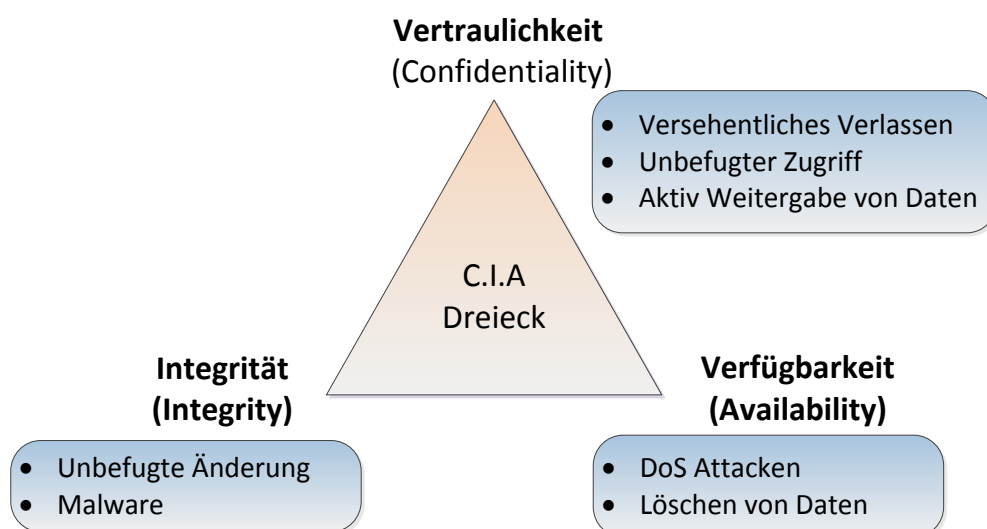 Vertraulichkeit
(Confidentiality)
• Versehentliches Verlassen
• Unbefugter Zugriff
• Aktiv Weitergabe von Daten
C.I.A
Dreieck
Integrität
(Integrity)
• Unbefugte Änderung
• Malware
Verfügbarkeit
(Availability)
• DoS Attacken
• Löschen von Daten